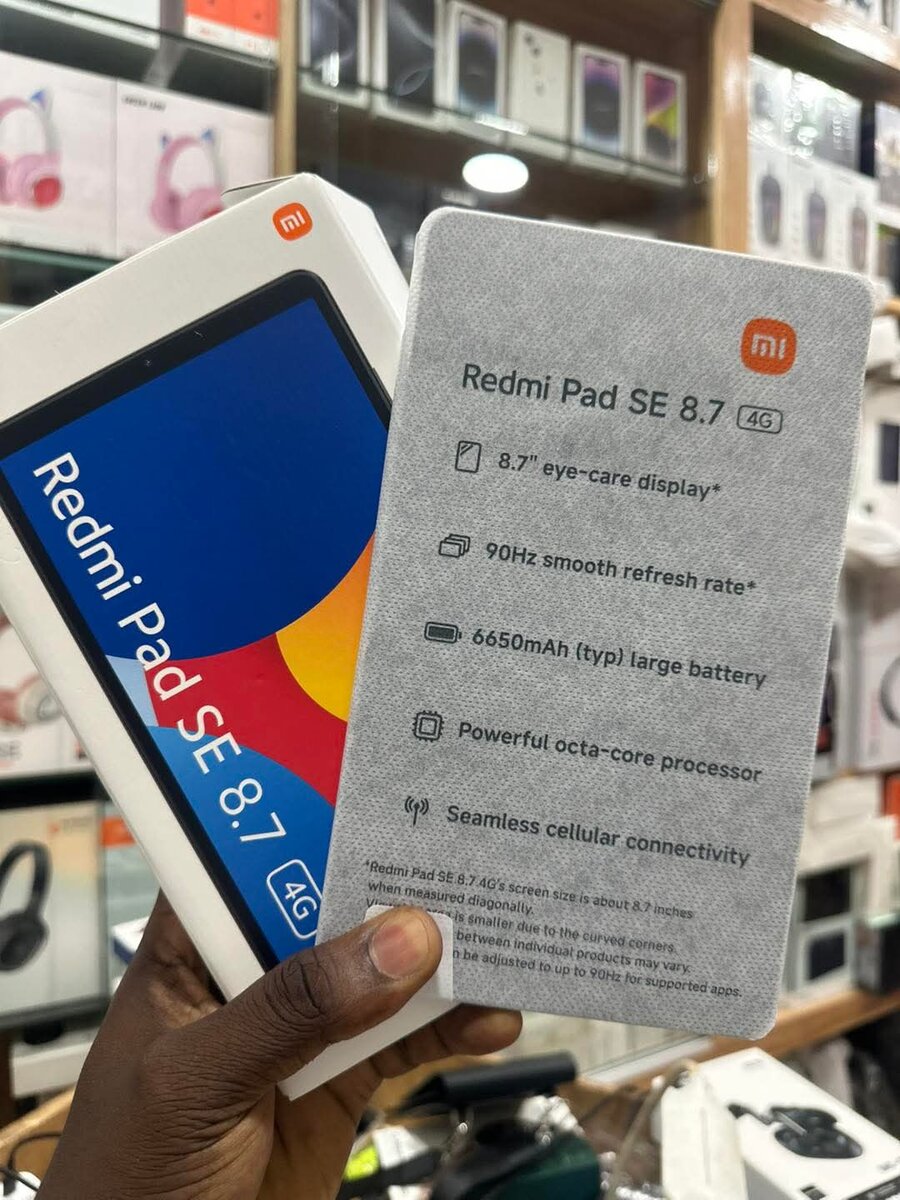 mi
Redmi Pad SE 8.7 4G
mi
Redmi Pad SE 8.7 4G
8.7" eye-care display*
90Hz smooth refresh rate*
6650mAh (typ) large battery
Powerful octa-core processor
Seamless cellular connectivity
*Redmi Pad SE 8.7 4G's screen size is about 8.7 inches
when measured diagonally.
is smaller due to the curved corners.
between individual products may vary.
be adjusted to up to 90Hz for supported apps.